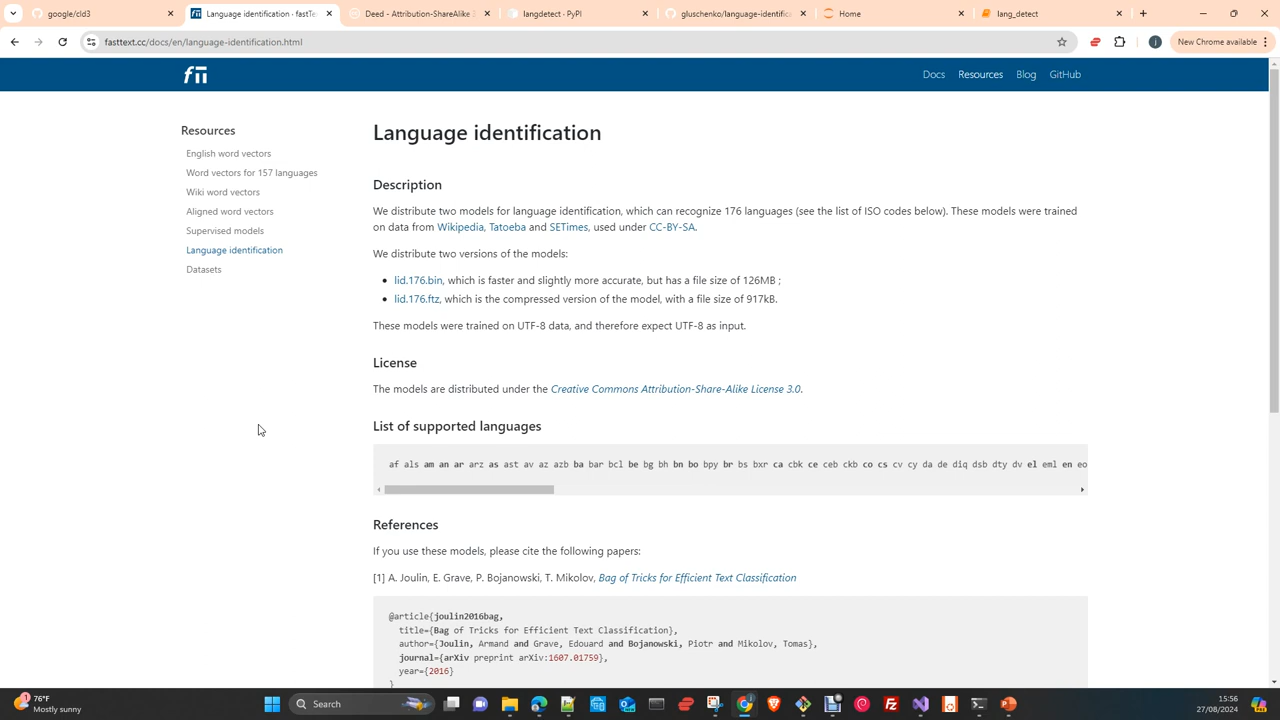 google/cld3
Language identification · fastTe
Deed - Attribution-ShareAlike
langdetect · PyPI
gluschenko/language-identific
Home
lang_detect
fasttext.cc/docs/en/language-identification.html
New Chrome available
Docs
Resources
Blog
GitHub
Resources
English word vectors
Word vectors for 157 languages
Wiki word vectors
Aligned word vectors
Supervised models
Language identification
Datasets
Language identification
Description
We distribute two models for language identification, which can recognize 176 languages (see the list of ISO codes below). These models were trained
on data from Wikipedia, Tatoeba and SETimes, used under CC-BY-SA.
We distribute two versions of the models:
• lid.176.bin, which is faster and slightly more accurate, but has a file size of 126MB ;
• lid.176.ftz, which is the compressed version of the model, with a file size of 917kB.
These models were trained on UTF-8 data, and therefore expect UTF-8 as input.
License
The models are distributed under the Creative Commons Attribution-Share-Alike License 3.0.
List of supported languages
af als am an ar arz as ast av az azb ba bar bcl be bg bh bn bo bpy br bs bxr ca cbk ce ceb ckb co cs cv cy da de diq dsb dty dv el eml en eo
References
If you use these models, please cite the following papers:
[1] A. Joulin, E. Grave, P. Bojanowski, T. Mikolov, Bag of Tricks for Efficient Text Classification
@article{joulin2016bag,
title={Bag of Tricks for Efficient Text Classification},
author={Joulin, Armand and Grave, Edouard and Bojanowski, Piotr and Mikolov, Tomas},
journal={arXiv preprint arXiv:1607.01759},
year={2016}
}
76°F
Mostly sunny
Search
15:56
27/08/2024